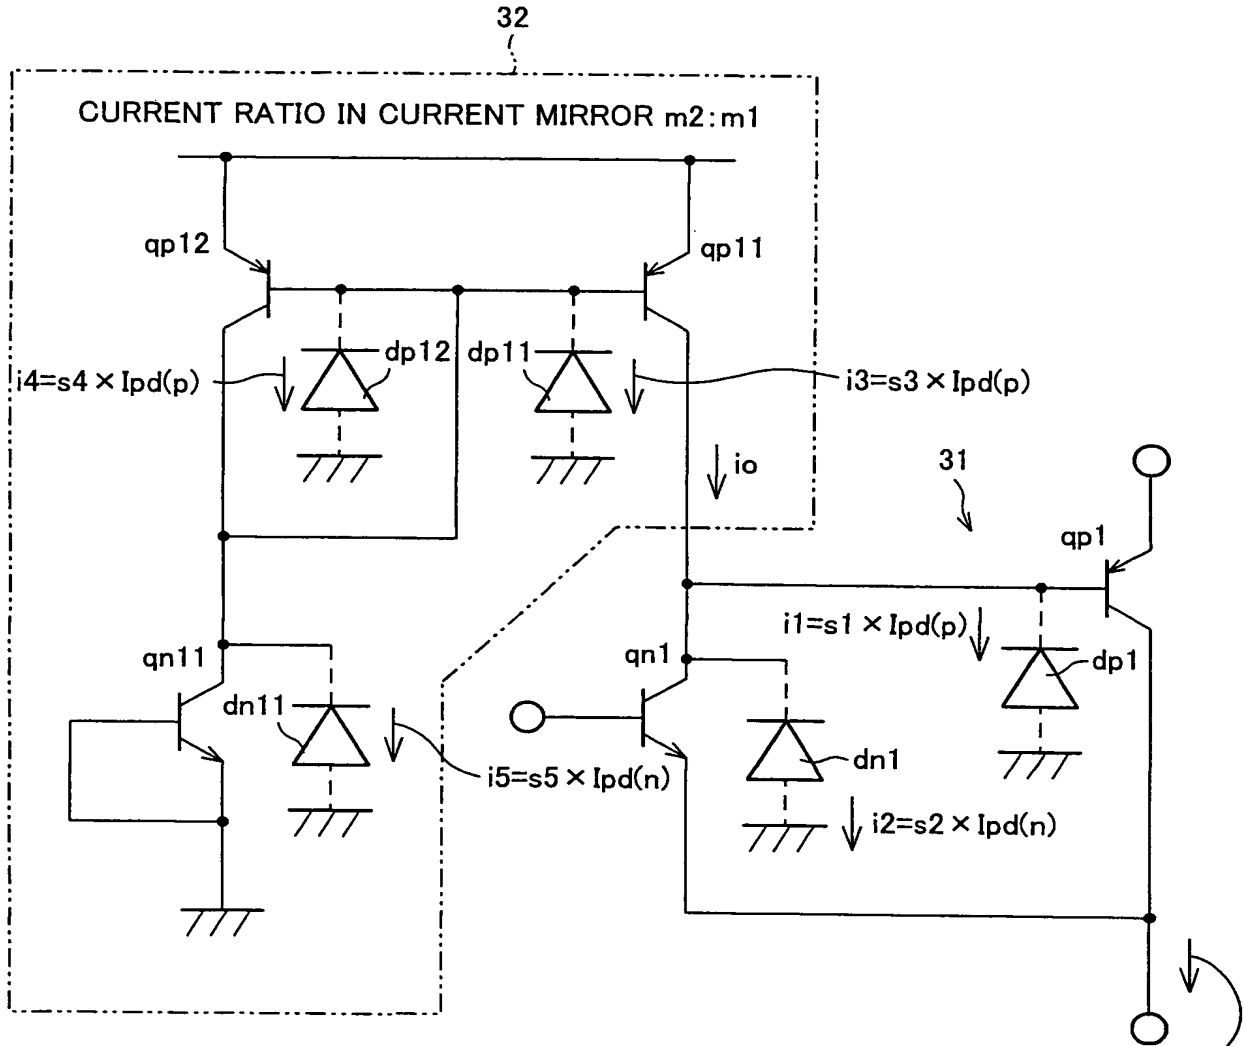 32
CURRENT RATIO IN CURRENT MIRROR m2:m1
qp12
qp11
dp12
dp11
i4=s4×Ipd(p)
i3=s3×Ipd(p)
io
31
qp1
i1=s1×Ipd(p)
dp1
qn11
qn1
dn11
dn1
i5=s5×Ipd(n)
i2=s2×Ipd(n)